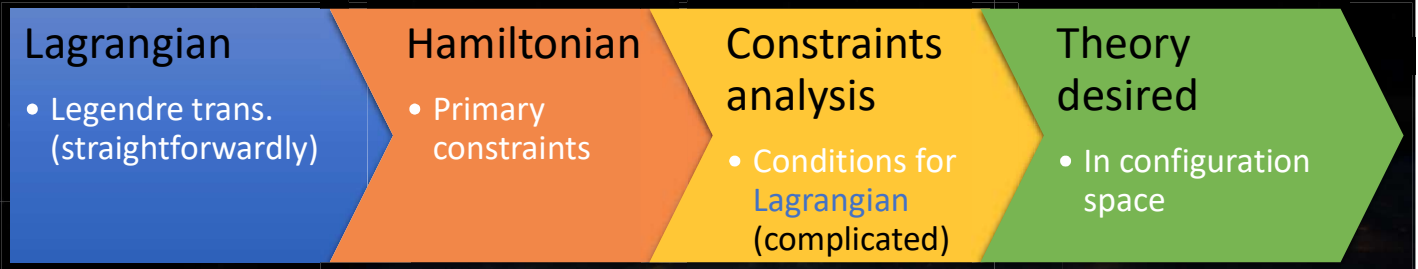 Lagrangian
• Legendre trans.
(straightforwardly)
Hamiltonian
• Primary
constraints
Constraints
analysis
• Conditions for
Lagrangian
(complicated)
Theory
desired
• In configuration
space